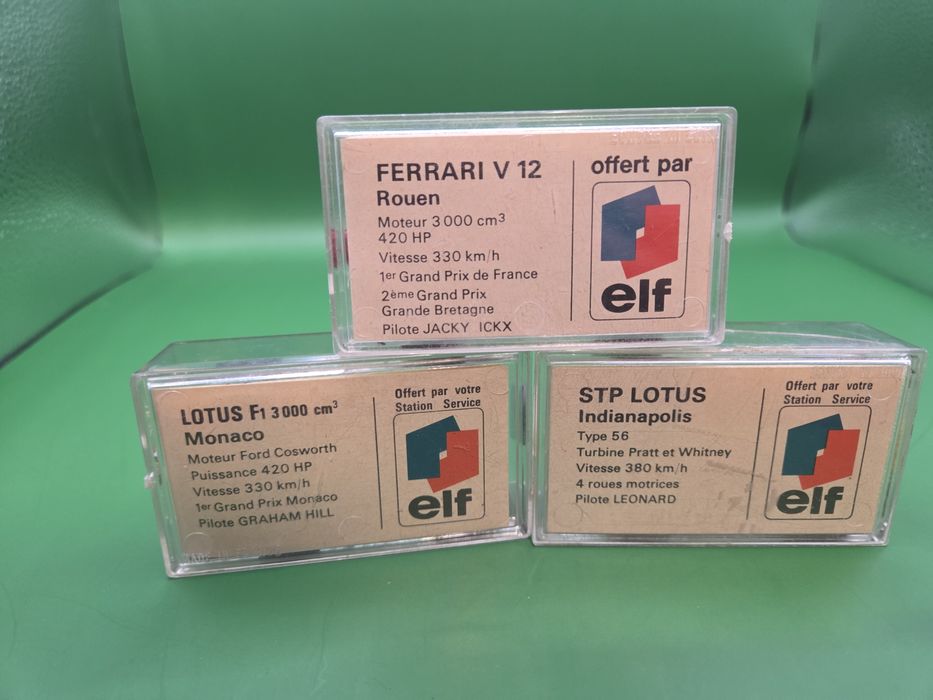 FERRARI V 12
Rouen
Moteur 3 000 cm³
420 HP
Vitesse 330 km/h
1er Grand Prix de France
2ème Grand Prix
Grande Bretagne
Pilote JACKY ICKX
offert par
elf
LOTUS F1 3 000 cm³
Monaco
Moteur Ford Cosworth
Puissance 420 HP
Vitesse 330 km/h
1er Grand Prix Monaco
Pilote GRAHAM HILL
Offert par votre
Station Service
elf
STP LOTUS
Indianapolis
Type 56
Turbine Pratt et Whitney
Vitesse 380 km/h
4 roues motrices
Pilote LEONARD
Offert par votre
Station Service
elf